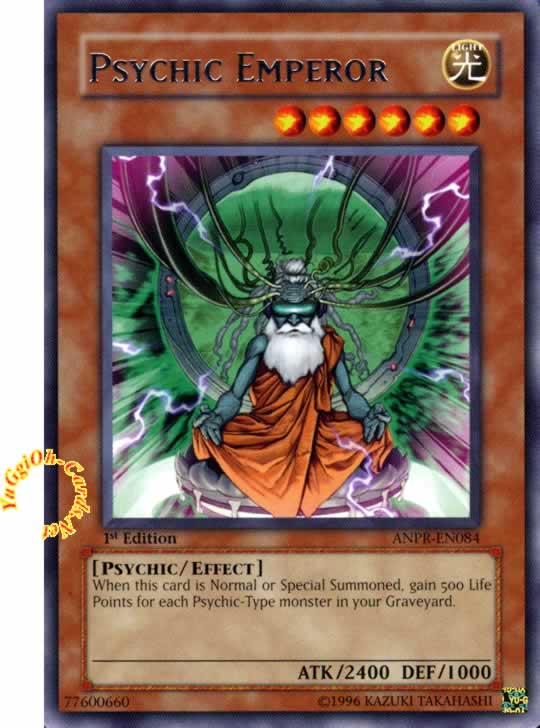 PSYCHIC EMPEROR
LIGHT
光
1st Edition
ANPR-EN084
[PSYCHIC/EFFECT]
When this card is Normal or Special Summoned, gain 500 Life
Points for each Psychic-Type monster in your Graveyard.
ATK/2400 DEF/1000
77600660
©1996 KAZUKI TAKAHASHI
YuGgiOh-Cards.Net